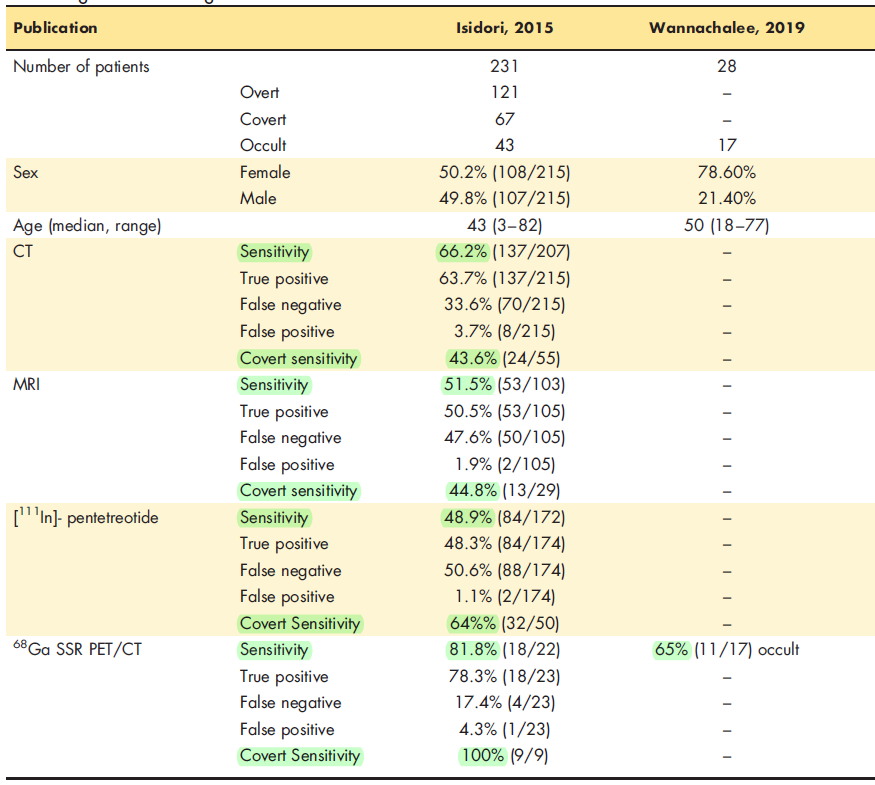 Publication Isidori, 2015 Wannachalee, 2019
Number of patients 231 28
Overt 121 –
Covert 67 –
Occult 43 17
Sex Female 50.2% (108/215) 78.60%
Male 49.8% (107/215) 21.40%
Age (median, range) 43 (3–82) 50 (18–77)
CT Sensitivity 66.2% (137/207) –
True positive 63.7% (137/215) –
False negative 33.6% (70/215) –
False positive 3.7% (8/215) –
Covert sensitivity 43.6% (24/55) –
MRI Sensitivity 51.5% (53/103) –
True positive 50.5% (53/105) –
False negative 47.6% (50/105) –
False positive 1.9% (2/105) –
Covert sensitivity 44.8% (13/29) –
[¹¹¹In]- pentetreotide Sensitivity 48.9% (84/172) –
True positive 48.3% (84/174) –
False negative 50.6% (88/174) –
False positive 1.1% (2/174) –
Covert Sensitivity 64%% (32/50) –
⁶⁸Ga SSR PET/CT Sensitivity 81.8% (18/22) 65% (11/17) occult
True positive 78.3% (18/23) –
False negative 17.4% (4/23) –
False positive 4.3% (1/23) –
Covert Sensitivity 100% (9/9) –